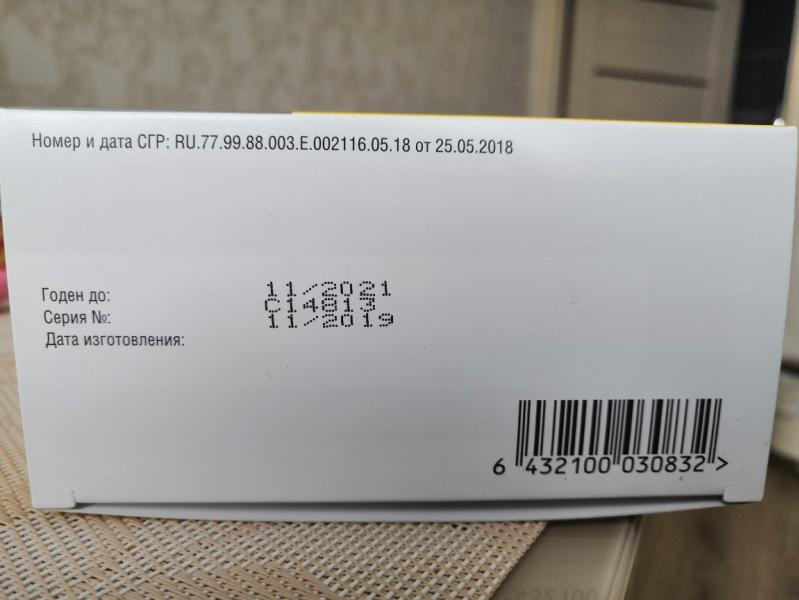 Номер и дата СГР: RU.77.99.88.003.E.002116.05.18 от 25.05.2018
Годен до: 11/2021
Серия №: C14813
Дата изготовления: 11/2019
6 432100 030832 >